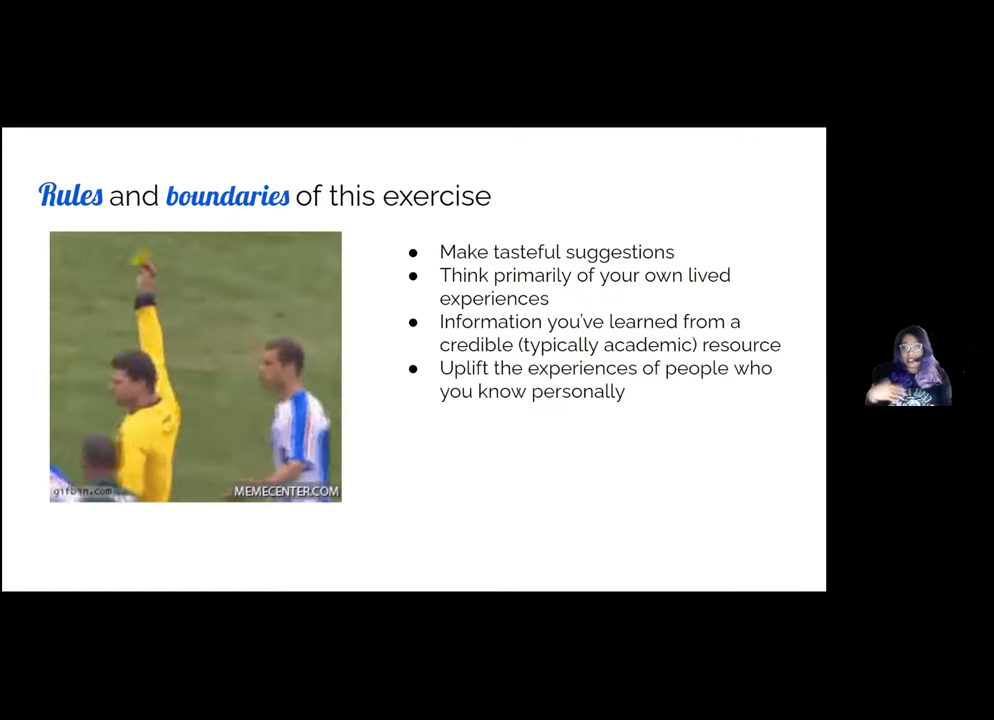 Rules and boundaries of this exercise
● Make tasteful suggestions
● Think primarily of your own lived
experiences
● Information you've learned from a
credible (typically academic) resource
● Uplift the experiences of people who
you know personally
gifbin.com
MEMECENTER.COM